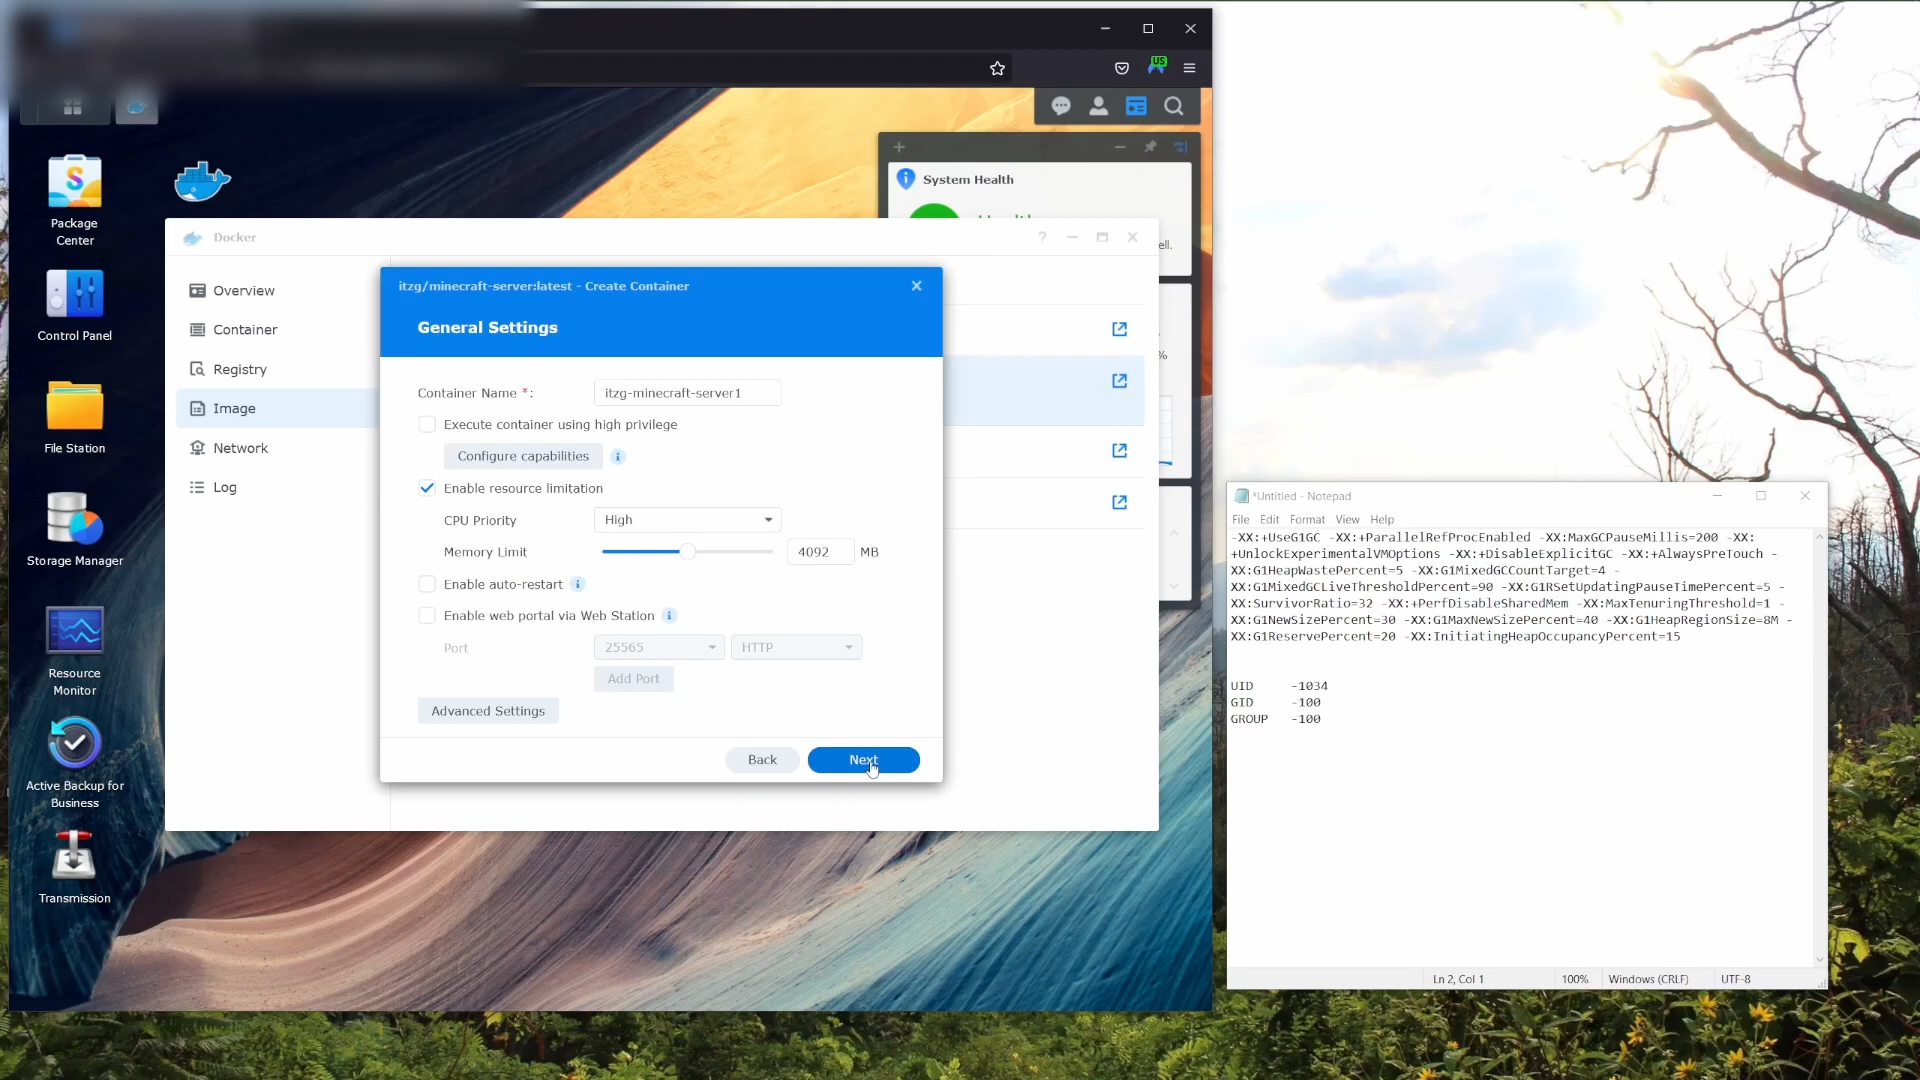 US
Package
Center
Control Panel
File Station
Storage Manager
Resource
Monitor
Active Backup for
Business
Transmission
System Health
ell.
%
Docker
Overview
Container
Registry
Image
Network
Log
itzg/minecraft-server:latest - Create Container
General Settings
Container Name *: itzg-minecraft-server1
Execute container using high privilege
Configure capabilities
Enable resource limitation
CPU Priority High
Memory Limit 4092 MB
Enable auto-restart
Enable web portal via Web Station
Port 25565 HTTP
Add Port
Advanced Settings
Back Next
*Untitled - Notepad
File Edit Format View Help
-XX:+UseG1GC -XX:+ParallelRefProcEnabled -XX:MaxGCPauseMillis=200 -XX:
+UnlockExperimentalVMOptions -XX:+DisableExplicitGC -XX:+AlwaysPreTouch -
XX:G1HeapWastePercent=5 -XX:G1MixedGCCountTarget=4 -
XX:G1MixedGCLiveThresholdPercent=90 -XX:G1RSetUpdatingPauseTimePercent=5 -
XX:SurvivorRatio=32 -XX:+PerfDisableSharedMem -XX:MaxTenuringThreshold=1 -
XX:G1NewSizePercent=30 -XX:G1MaxNewSizePercent=40 -XX:G1HeapRegionSize=8M -
XX:G1ReservePercent=20 -XX:InitiatingHeapOccupancyPercent=15
UID -1034
GID -100
GROUP -100
Ln 2, Col 1 100% Windows (CRLF) UTF-8